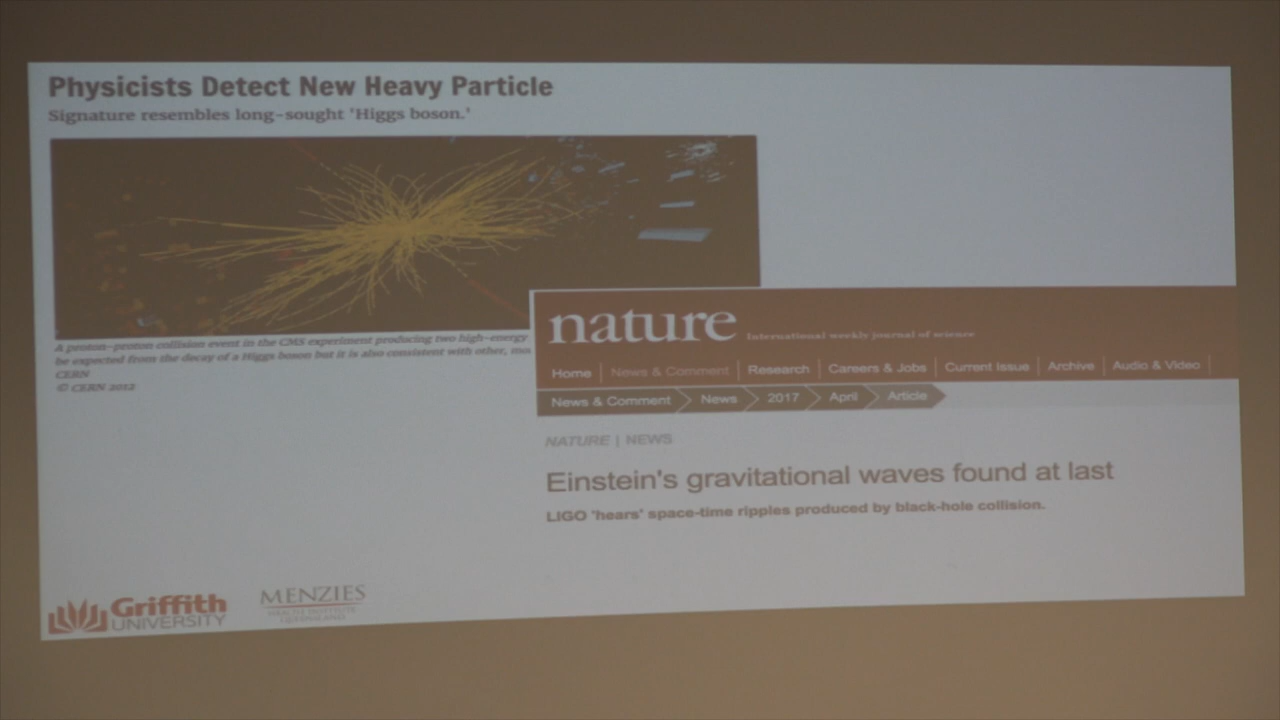 Physicists Detect New Heavy Particle
Signature resembles long-sought 'Higgs boson.'
A proton-proton collision event in the CMS experiment producing two high-energy
be expected from the decay of a Higgs boson but it is also consistent with other,
CERN
© CERN 2012
nature International weekly journal of science
Home News & Comment Research Careers & Jobs Current Issue Archive Audio & Video
News & Comment News 2017 April Article
NATURE | NEWS
Einstein's gravitational waves found at last
LIGO 'hears' space-time ripples produced by black-hole collision.
Griffith
UNIVERSITY
MENZIES
HEALTH INSTITUTE
QUEENSLAND